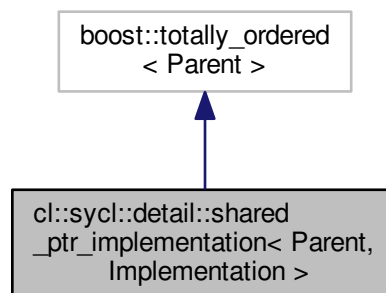 boost::totally_ordered
< Parent >
cl::sycl::detail::shared
_ptr_implementation< Parent,
Implementation >